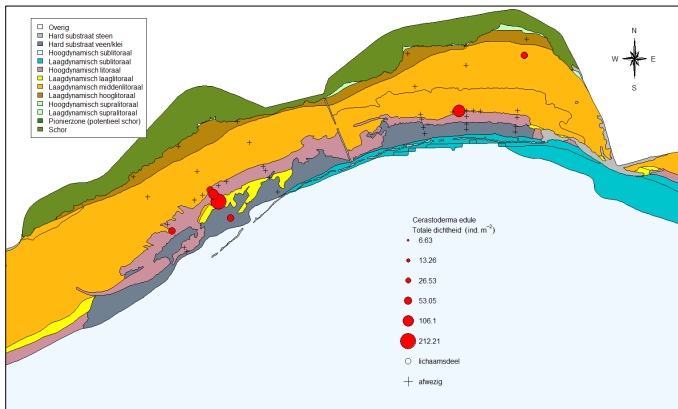 Overig
Hard substraat steen
Hard substraat veen/klei
Hoogdynamisch sublitoraal
Laagdynamisch sublitoraal
Hoogdynamisch litoraal
Laagdynamisch laaglitoraal
Laagdynamisch middenlitoraal
Laagdynamisch hooglitoraal
Hoogdynamisch supralitoraal
Laagdynamisch supralitoraal
Pionierzone (potentieel schor)
Schor
N
W E
S
Cerastoderma edule
Totale dichtheid (ind. m⁻²)
6.63
13.26
26.53
53.05
106.1
212.21
lichaamsdeel
afwezig